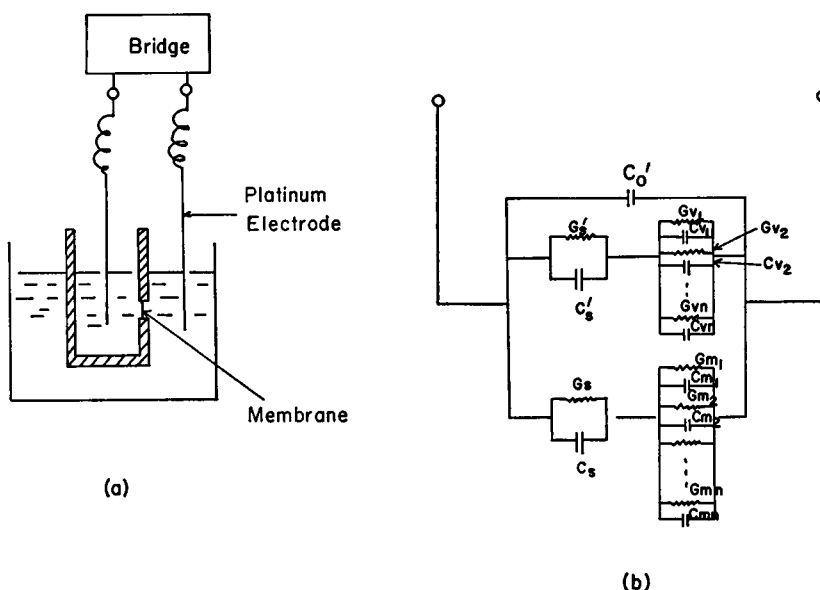 Bridge
Platinum
Electrode
Membrane
(a)
Co'
Gs'
Cs'
Gv1
Cv1
Gv2
Cv2
Gvn
Cvn
Gs
Cs
Gm1
Cm1
Gm2
Cm2
Gmn
Cmn
(b)